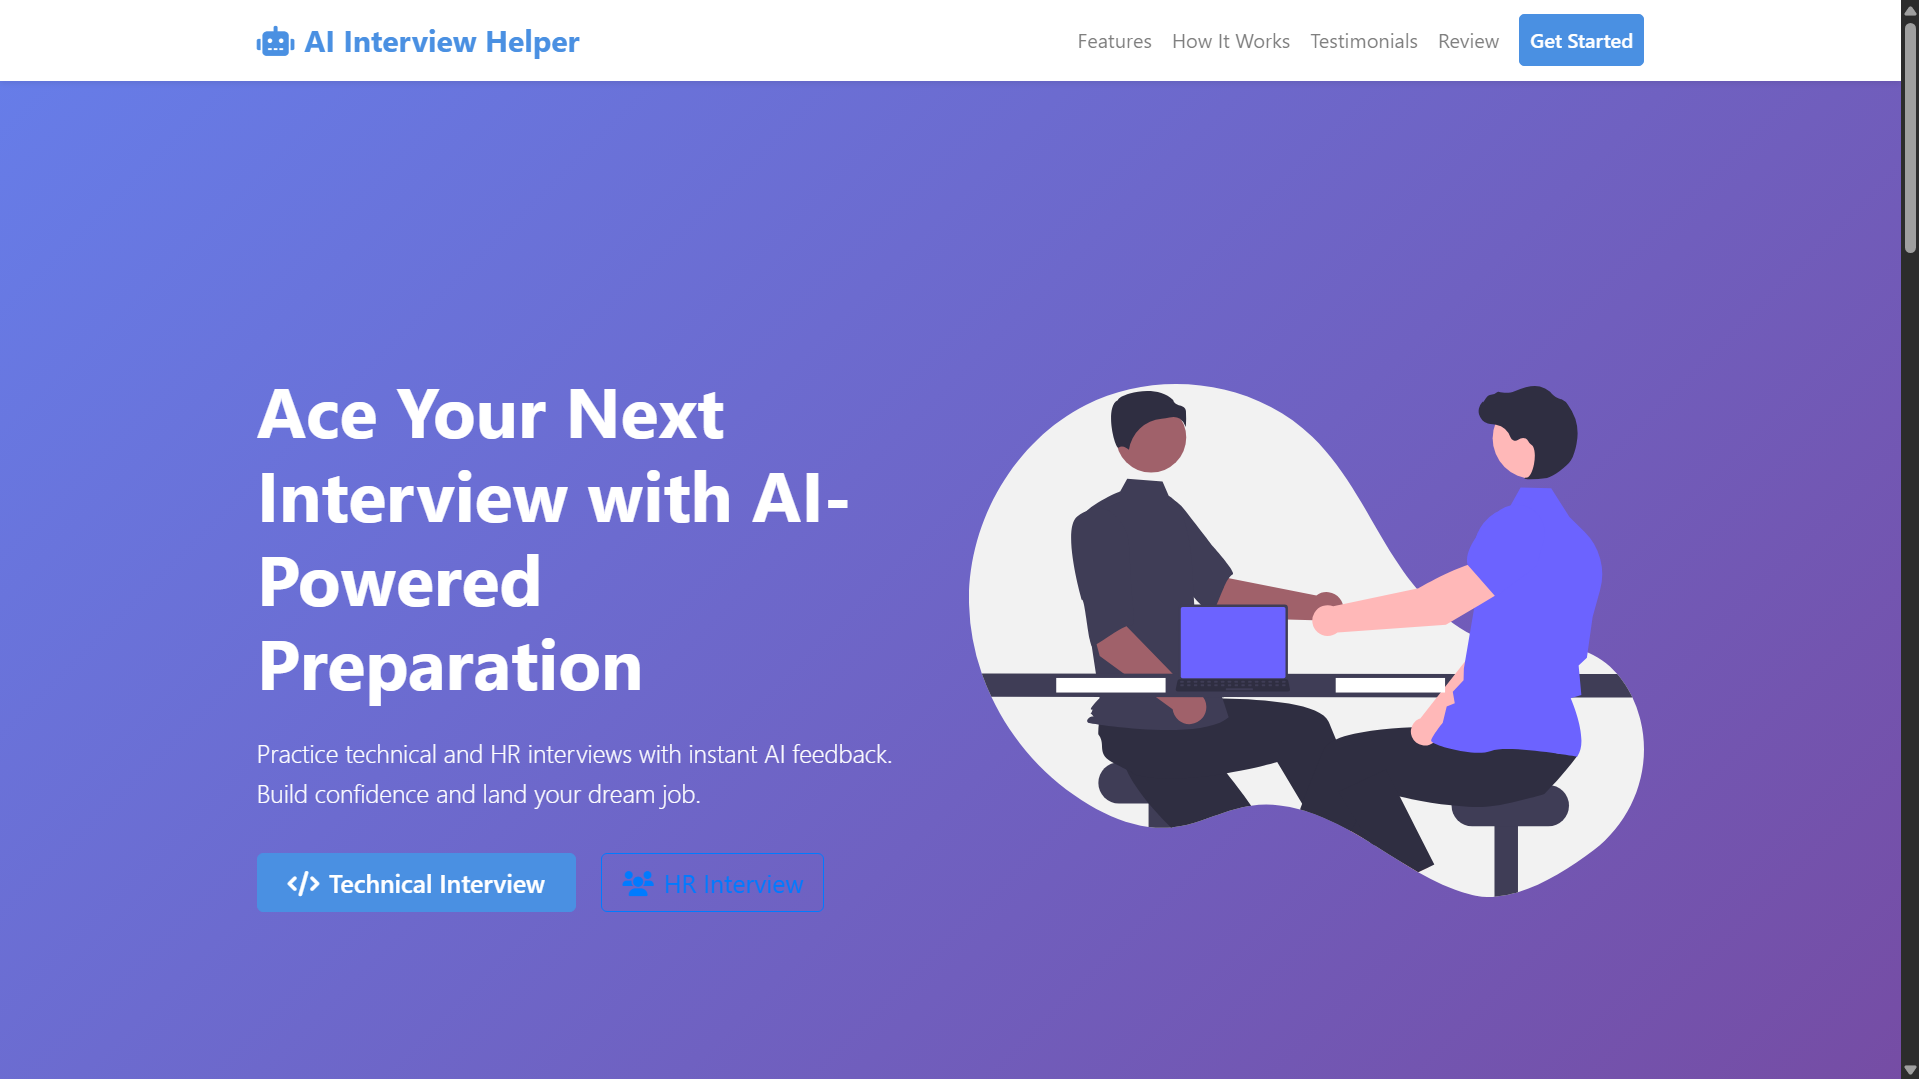 AI Interview Helper
Features
How It Works
Testimonials
Review
Get Started
Ace Your Next
Interview with AI-
Powered
Preparation
Practice technical and HR interviews with instant AI feedback.
Build confidence and land your dream job.
Technical Interview
HR Interview